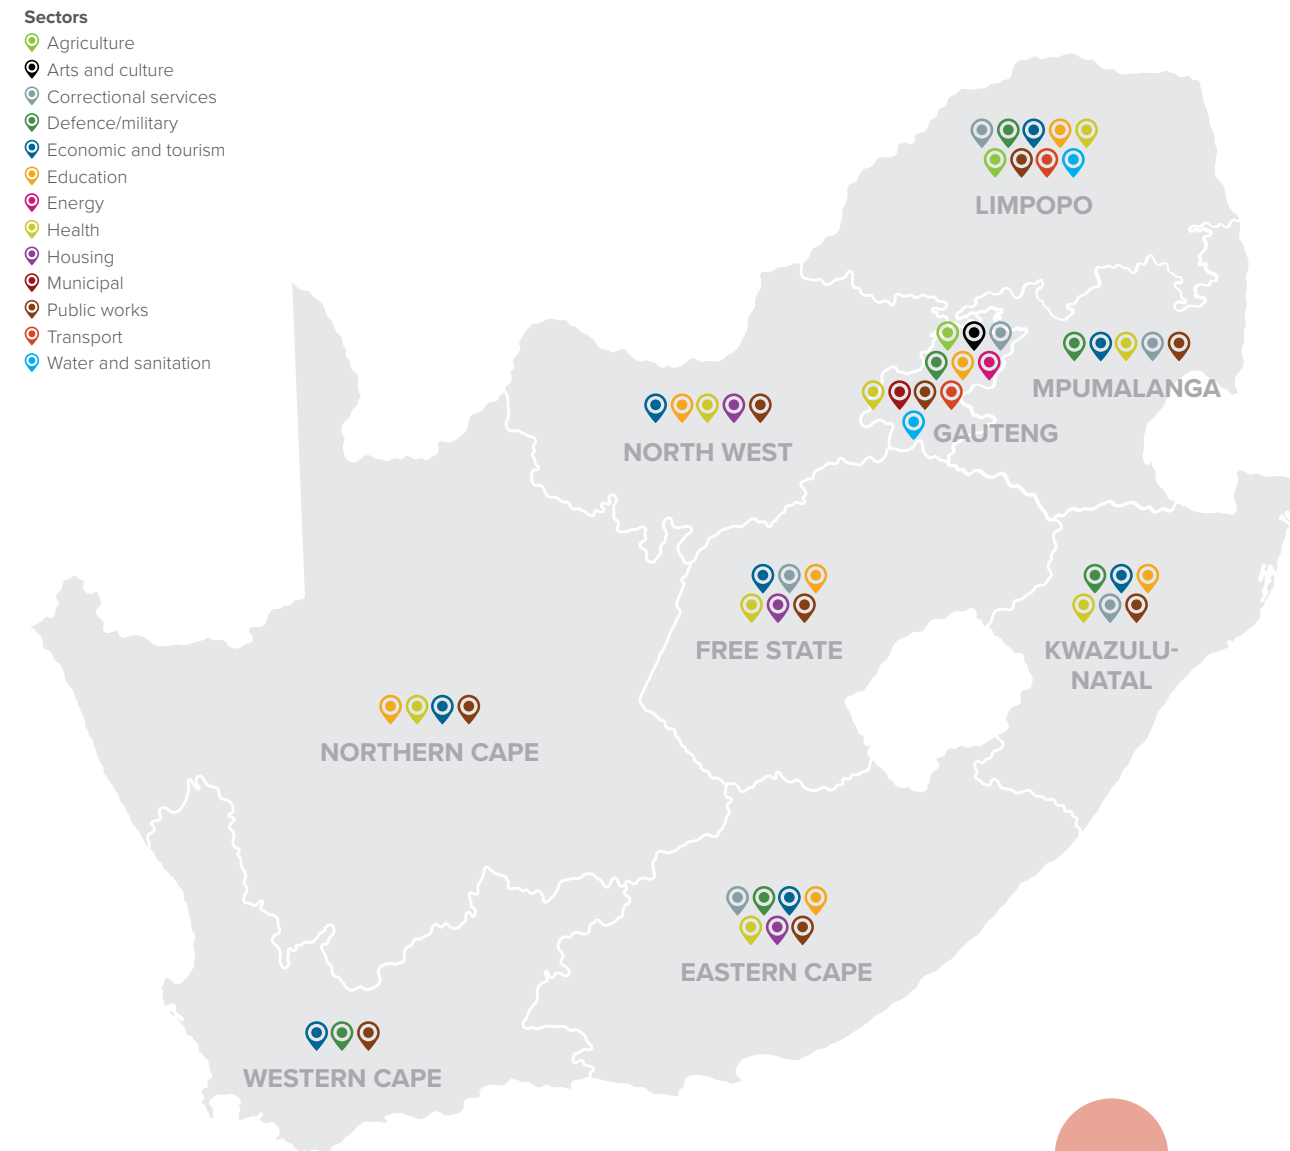 Sectors
Agriculture
Arts and culture
Correctional services
Defence/military
Economic and tourism
Education
Energy
Health
Housing
Municipal
Public works
Transport
Water and sanitation
LIMPOPO
MPUMALANGA
GAUTENG
NORTH WEST
FREE STATE
KWAZULU-
NATAL
NORTHERN CAPE
EASTERN CAPE
WESTERN CAPE